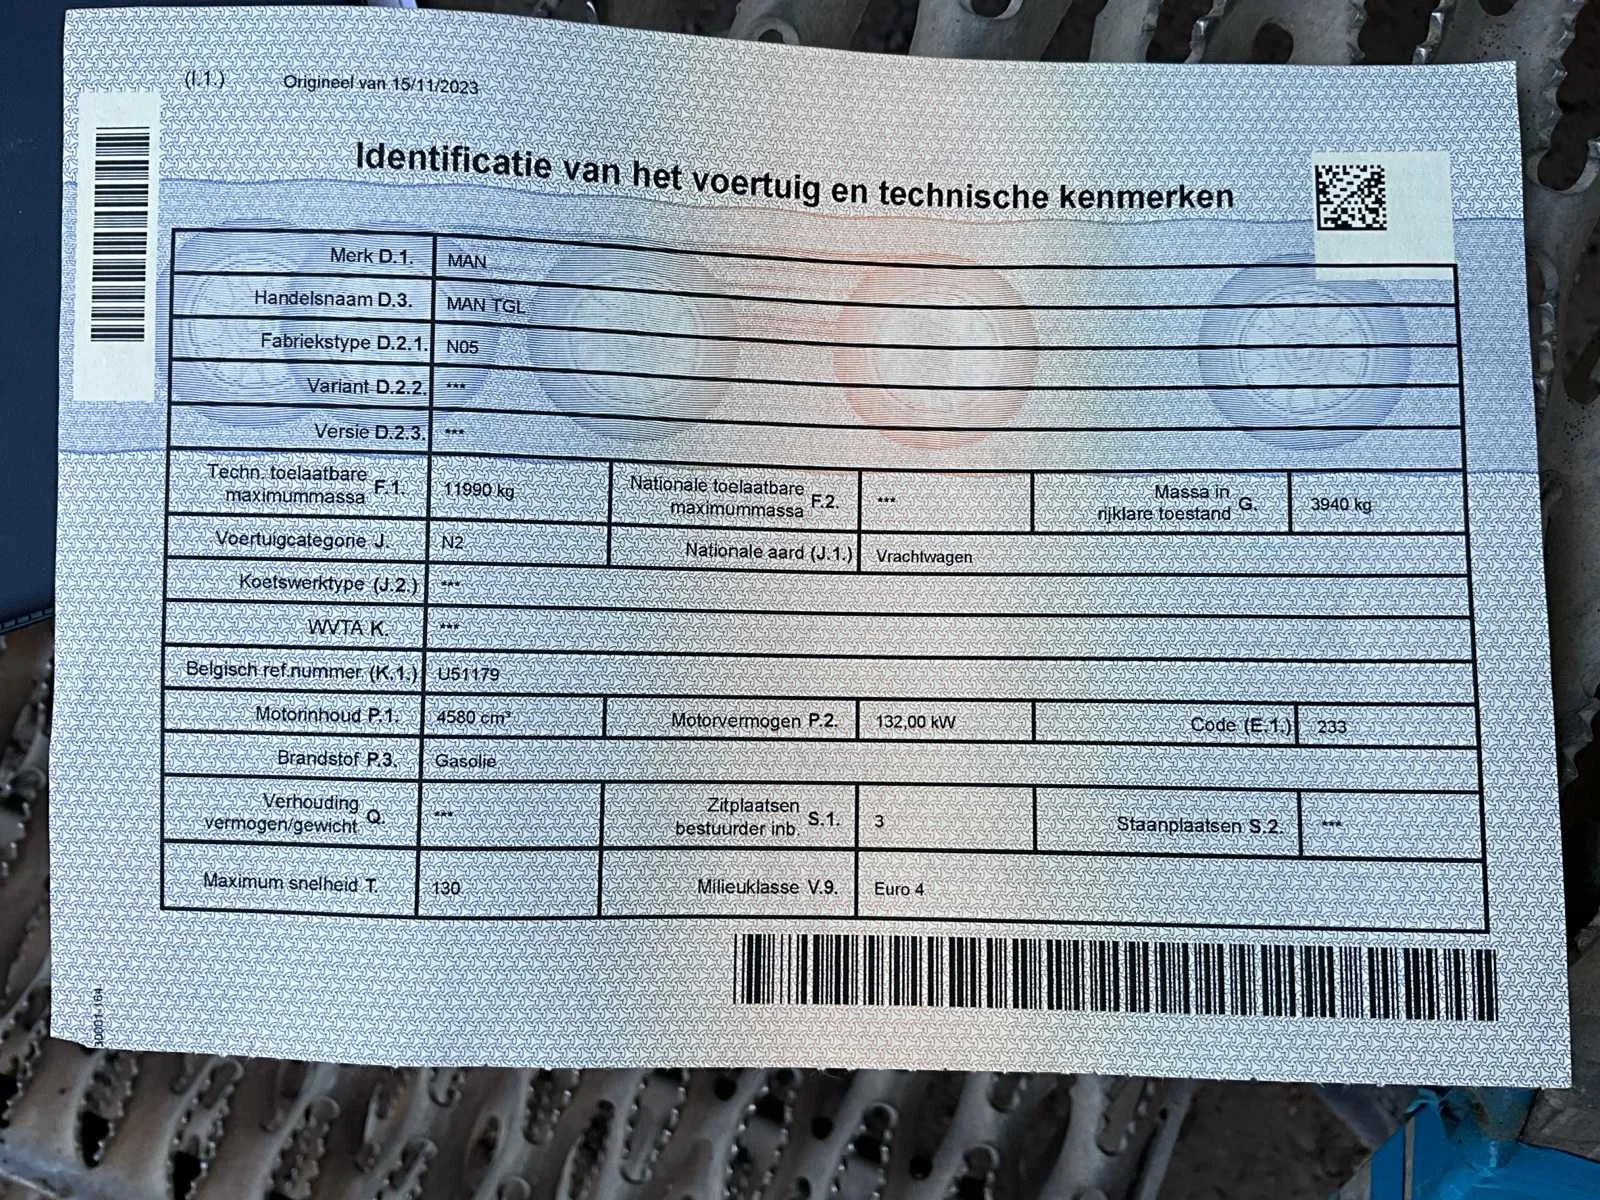 (I.1.) Origineel van 15/11/2023
Identificatie van het voertuig en technische kenmerken
Merk D.1. MAN
Handelsnaam D.3. MAN TGL
Fabriekstype D.2.1. N05
Variant D.2.2. ***
Versie D.2.3. ***
Techn. toelaatbare
maximummassa F.1. 11990 kg
Nationale toelaatbare
maximummassa F.2. ***
Massa in
rijklare toestand G. 3940 kg
Voertuigcategorie J. N2 Nationale aard (J.1.) Vrachtwagen
Koetswerktype (J.2.) ***
WVTA K. ***
Belgisch ref.nummer (K.1.) U51179
Motorinhoud P.1. 4580 cm³ Motorvermogen P.2. 132,00 kW Code (E.1.) 233
Brandstof P.3. Gasolie
Verhouding
vermogen/gewicht Q. ***
Zitplaatsen
bestuurder inb. S.1. 3
Staanplaatsen S.2. ***
Maximum snelheid T. 130 Milieuklasse V.9. Euro 4
30001-164